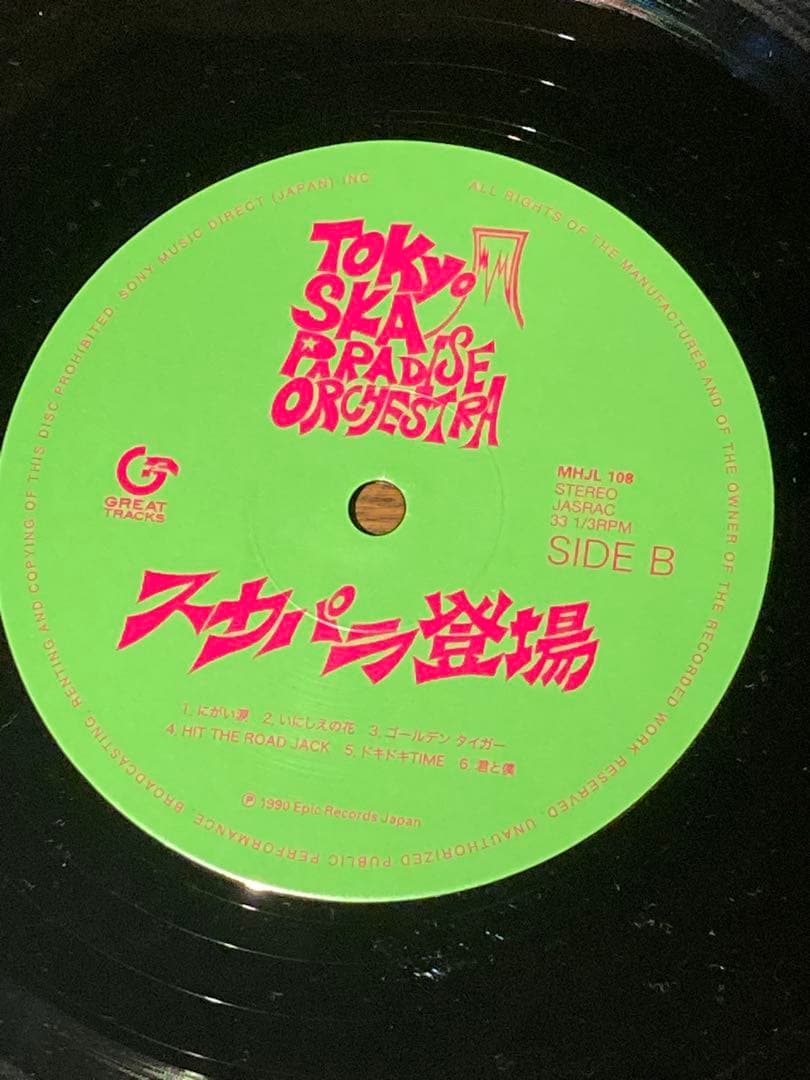 TOKYO
SKA
PARADISE
ORCHESTRA
GREAT
TRACKS
MHJL 108
STEREO
JASRAC
33 1/3RPM
SIDE B
スカパラ登場
1. にがい涙 2. いにしえの花 3. ゴールデン タイガー
4. HIT THE ROAD JACK 5. ドキドキTIME 6. 君と僕
Ⓟ 1990 Epic Records Japan
ALL RIGHTS OF THE MANUFACTURER AND OF THE OWNER OF THE RECORDED WORK RESERVED. UNAUTHORIZED PUBLIC PERFORMANCE, BROADCASTING, RENTING AND COPYING OF THIS DISC PROHIBITED. SONY MUSIC DIRECT (JAPAN) INC